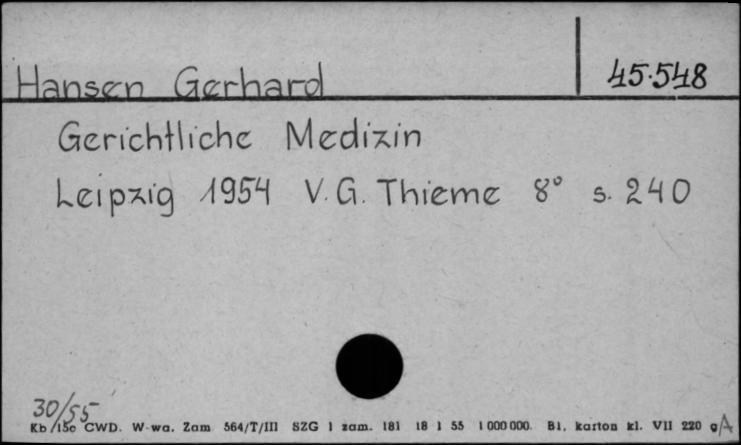 Hansen Gerhard 45.548
Gerichtliche Medizin
Leipzig 1954 V. G. Thieme 8° s. 240
30/55
Kb /15c CWD. W-wa. Zam 564/T/III SZG 1 zam. 181 18 1 55 1 000 000. Bl. karton kl. VII 220 g/A